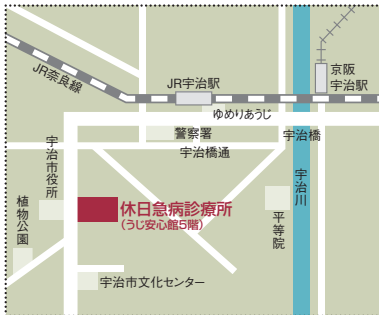 JR奈良線
JR宇治駅
京阪
宇治駅
ゆめりあうじ
警察署
宇治橋
宇治橋通
宇治市役所
宇治川
植物公園
休日急病診療所
(うじ安心館5階)
平等院
宇治市文化センター